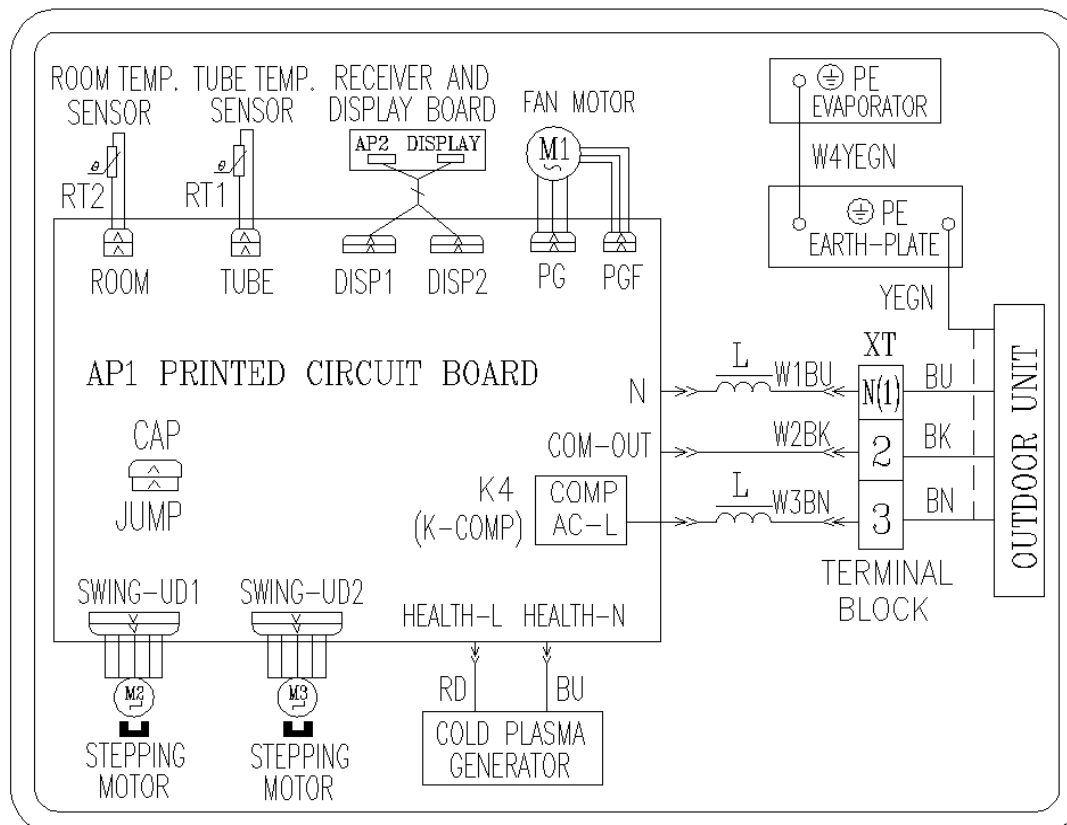 ROOM TEMP.
SENSOR
TUBE TEMP.
SENSOR
RECEIVER AND
DISPLAY BOARD
AP2 DISPLAY
FAN MOTOR
M1
PE
EVAPORATOR
W4YEGN
PE
EARTH-PLATE
YEGN
θ
RT2
θ
RT1
ROOM
TUBE
DISP1
DISP2
PG
PGF
AP1 PRINTED CIRCUIT BOARD
CAP
JUMP
N
L
W1BU
XT
N(1)
BU
COM-OUT
W2BK
2
BK
K4
(K-COMP)
COMP
AC-L
L
W3BN
3
BN
TERMINAL
BLOCK
OUTDOOR UNIT
SWING-UD1
SWING-UD2
HEALTH-L
HEALTH-N
M2
M3
RD
BU
STEPPING
MOTOR
STEPPING
MOTOR
COLD PLASMA
GENERATOR